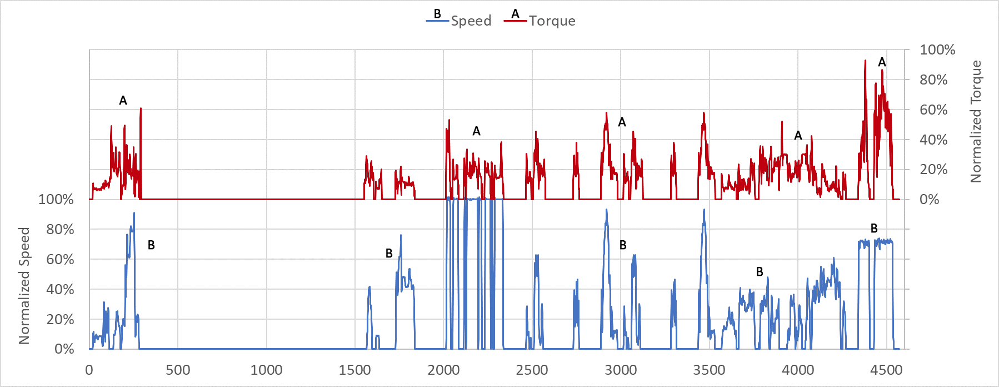 B Speed A Torque
100%
80%
60%
40%
20%
0%
Normalized Torque
A
A
A
A
A
100%
80%
60%
40%
20%
0%
Normalized Speed
B
B
B
B
B
0 500 1000 1500 2000 2500 3000 3500 4000 4500